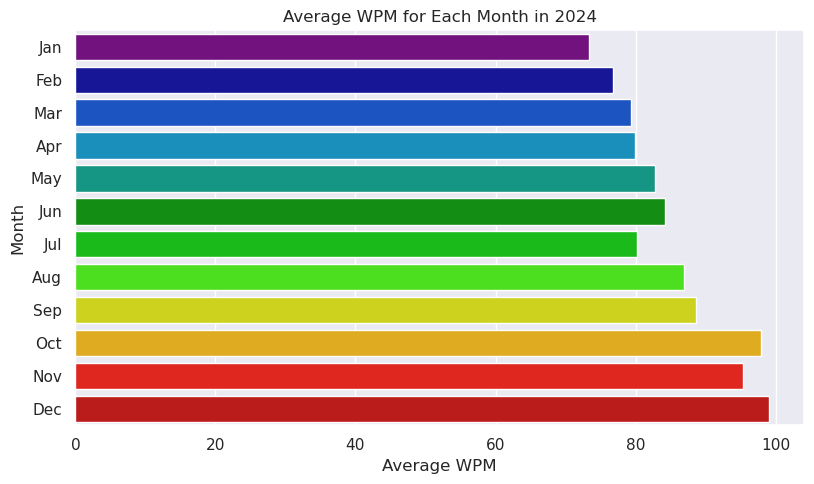 Average WPM for Each Month in 2024
Month
Jan
Feb
Mar
Apr
May
Jun
Jul
Aug
Sep
Oct
Nov
Dec
0 20 40 60 80 100
Average WPM